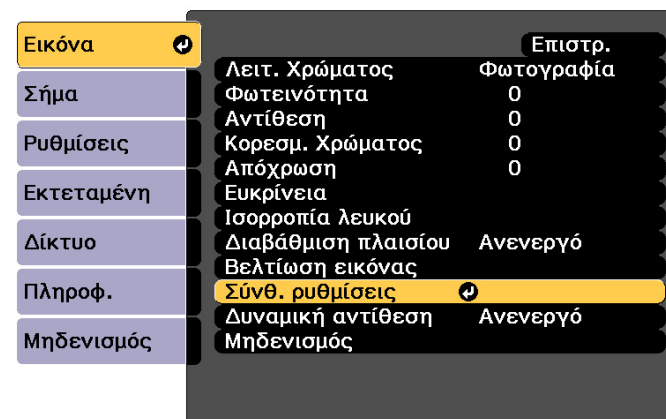 Εικόνα
Σήμα
Ρυθμίσεις
Εκτεταμένη
Δίκτυο
Πληροφ.
Μηδενισμός
Επιστρ.
Λειτ. Χρώματος Φωτογραφία
Φωτεινότητα 0
Αντίθεση 0
Κορεσμ. Χρώματος 0
Απόχρωση 0
Ευκρίνεια
Ισορροπία λευκού
Διαβάθμιση πλαισίου Ανενεργό
Βελτίωση εικόνας
Σύνθ. ρυθμίσεις
Δυναμική αντίθεση Ανενεργό
Μηδενισμός